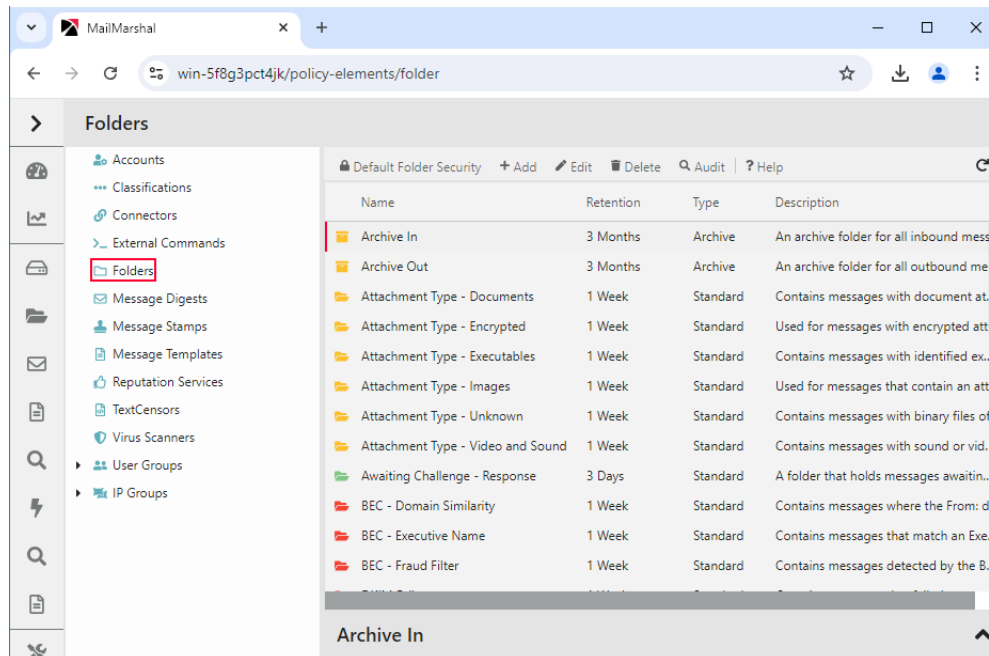 MailMarshal
win-5f8g3pct4jk/policy-elements/folder
Folders
Accounts
Classifications
Connectors
External Commands
Folders
Message Digests
Message Stamps
Message Templates
Reputation Services
TextCensors
Virus Scanners
User Groups
IP Groups
Default Folder Security Add Edit Delete Audit ? Help
Name Retention Type Description
Archive In 3 Months Archive An archive folder for all inbound mess
Archive Out 3 Months Archive An archive folder for all outbound me
Attachment Type - Documents 1 Week Standard Contains messages with document at..
Attachment Type - Encrypted 1 Week Standard Used for messages with encrypted att
Attachment Type - Executables 1 Week Standard Contains messages with identified ex..
Attachment Type - Images 1 Week Standard Used for messages that contain an att
Attachment Type - Unknown 1 Week Standard Contains messages with binary files of
Attachment Type - Video and Sound 1 Week Standard Contains messages with sound or vid.
Awaiting Challenge - Response 3 Days Standard A folder that holds messages awaitin..
BEC - Domain Similarity 1 Week Standard Contains messages where the From: d
BEC - Executive Name 1 Week Standard Contains messages that match an Exe.
BEC - Fraud Filter 1 Week Standard Contains messages detected by the B.
Archive In